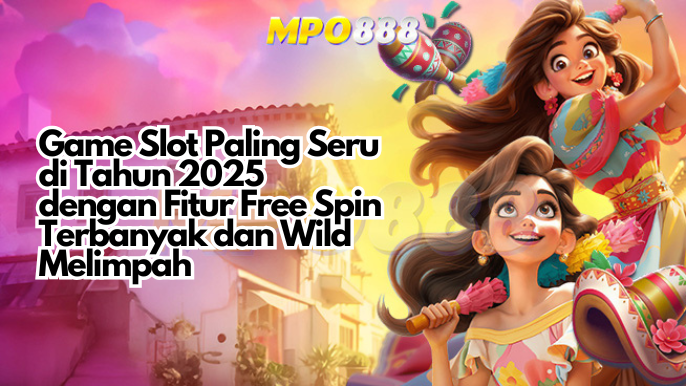 MPO888
Game Slot Paling Seru
di Tahun 2025
dengan Fitur Free Spin
Terbanyak dan Wild
Melimpah